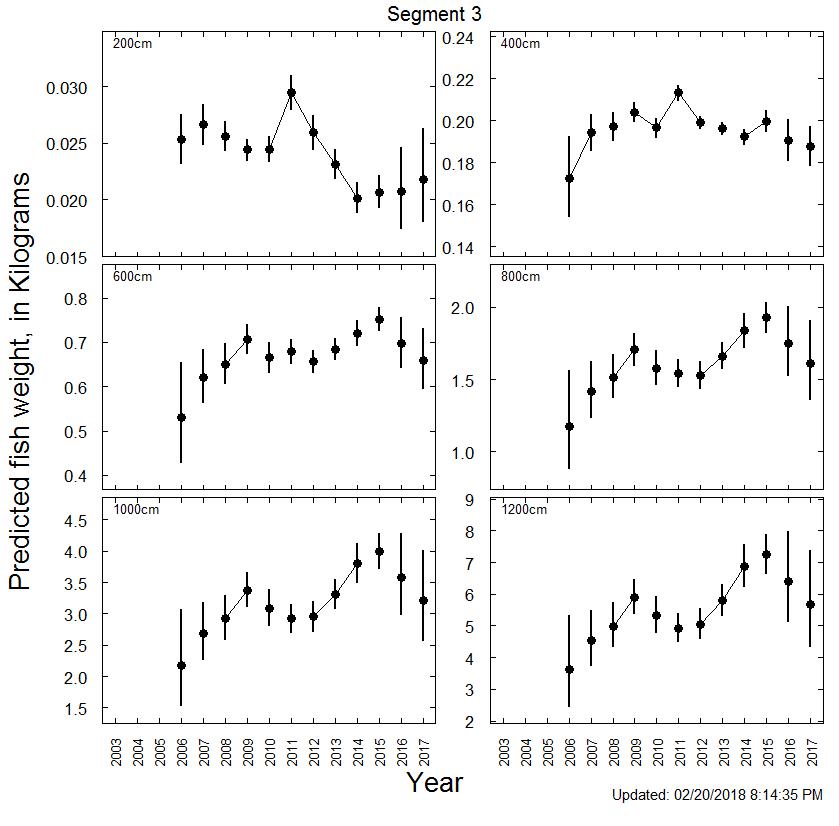 Segment 3
Predicted fish weight, in Kilograms
200cm
0.030
0.025
0.020
0.015
400cm
0.24
0.22
0.20
0.18
0.16
0.14
600cm
0.8
0.7
0.6
0.5
0.4
800cm
2.0
1.5
1.0
1000cm
4.5
4.0
3.5
3.0
2.5
2.0
1.5
1200cm
9
8
7
6
5
4
3
2
2003 2004 2005 2006 2007 2008 2009 2010 2011 2012 2013 2014 2015 2016 2017
2003 2004 2005 2006 2007 2008 2009 2010 2011 2012 2013 2014 2015 2016 2017
Year
Updated: 02/20/2018 8:14:35 PM